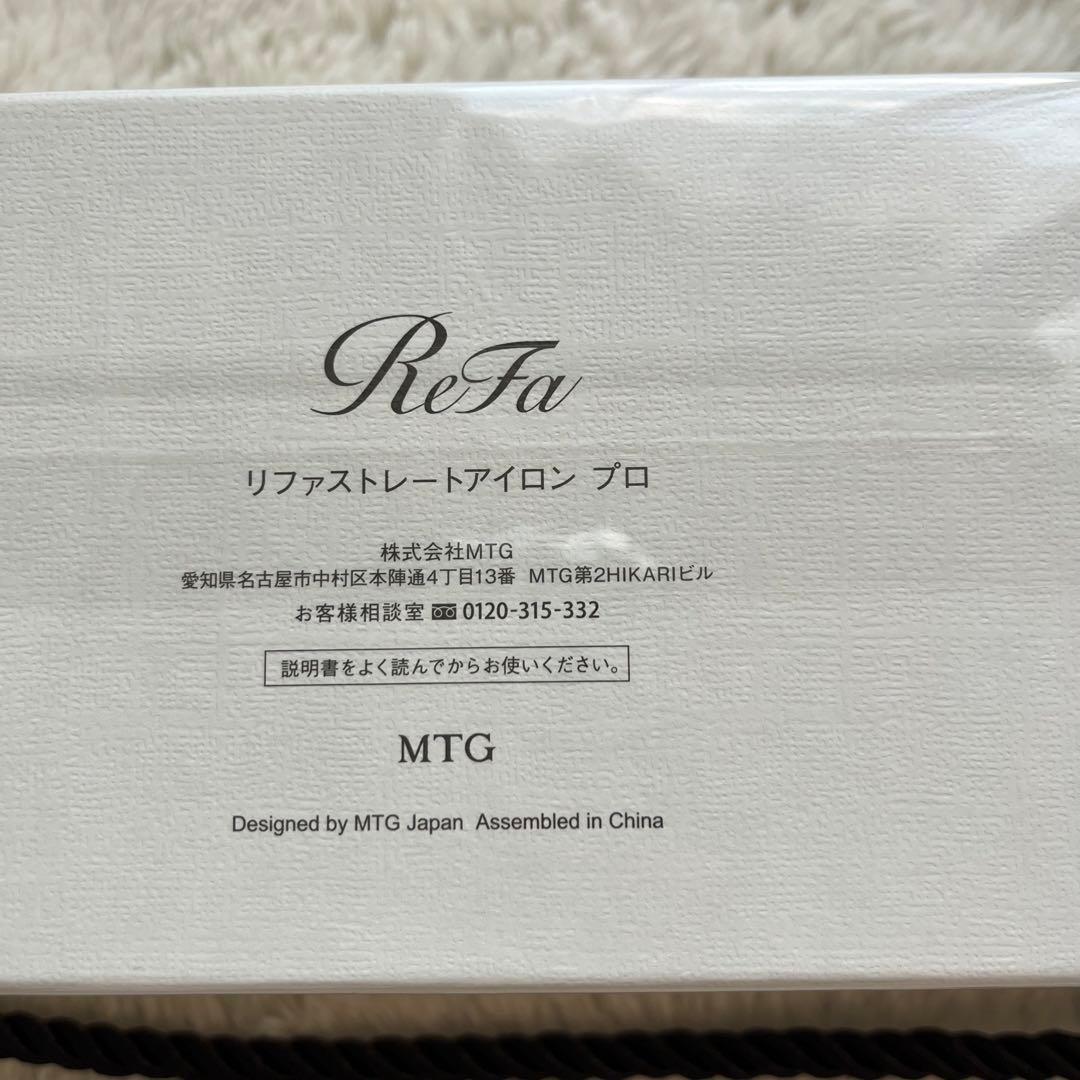 ReFa
リファストレートアイロン プロ
株式会社MTG
愛知県名古屋市中村区本陣通4丁目13番 MTG第2HIKARIビル
お客様相談室 0120-315-332
説明書をよく読んでからお使いください。
MTG
Designed by MTG Japan Assembled in China